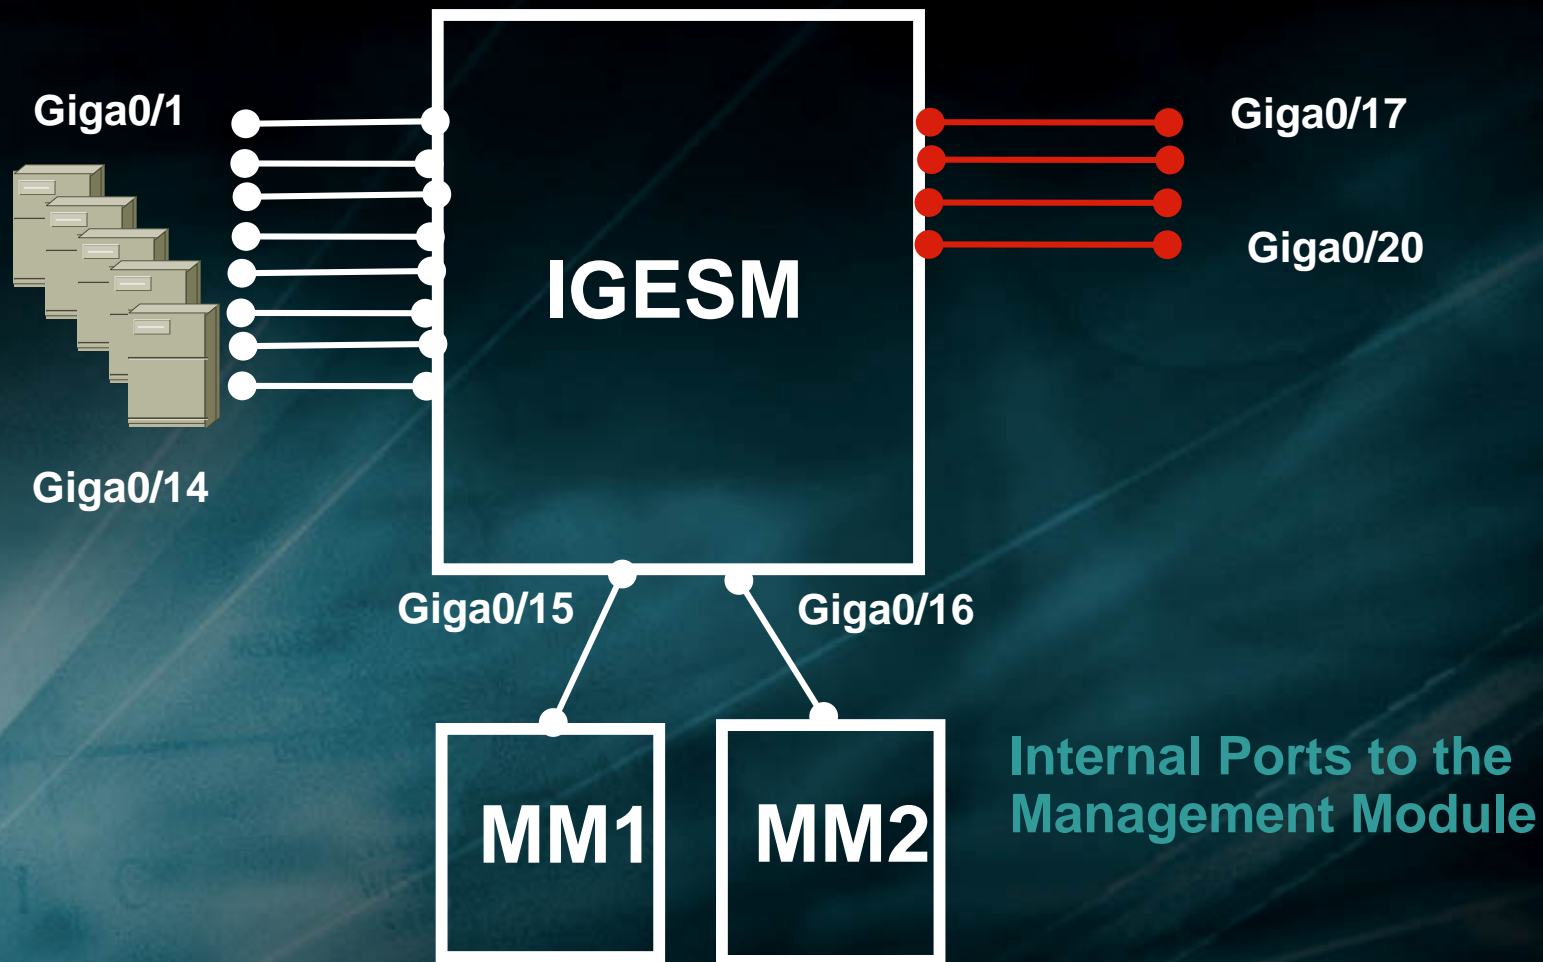 Giga0/1
Giga0/17
Giga0/20
IGESM
Giga0/14
Giga0/15
Giga0/16
Internal Ports to the
Management Module
MM1
MM2